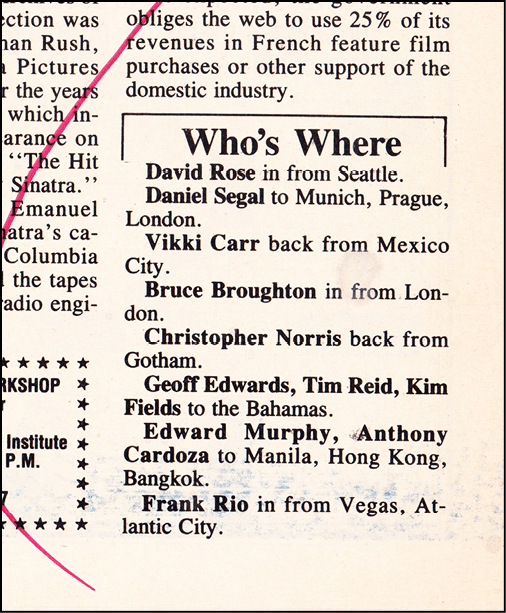 ection was
man Rush,
Pictures
r the years
which in-
arance on
"The Hit
Sinatra."
Emanuel
natra's ca-
Columbia
the tapes
radio engi-
★ ★ ★ ★ ★
RKSHOP ★
★
★
Institute ★
P.M. ★
★
7 ★
★ ★ ★ ★ ★
obliges the web to use 25% of its
revenues in French feature film
purchases or other support of the
domestic industry.
Who's Where
David Rose in from Seattle.
Daniel Segal to Munich, Prague,
London.
Vikki Carr back from Mexico
City.
Bruce Broughton in from Lon-
don.
Christopher Norris back from
Gotham.
Geoff Edwards, Tim Reid, Kim
Fields to the Bahamas.
Edward Murphy, Anthony
Cardoza to Manila, Hong Kong,
Bangkok.
Frank Rio in from Vegas, At-
lantic City.